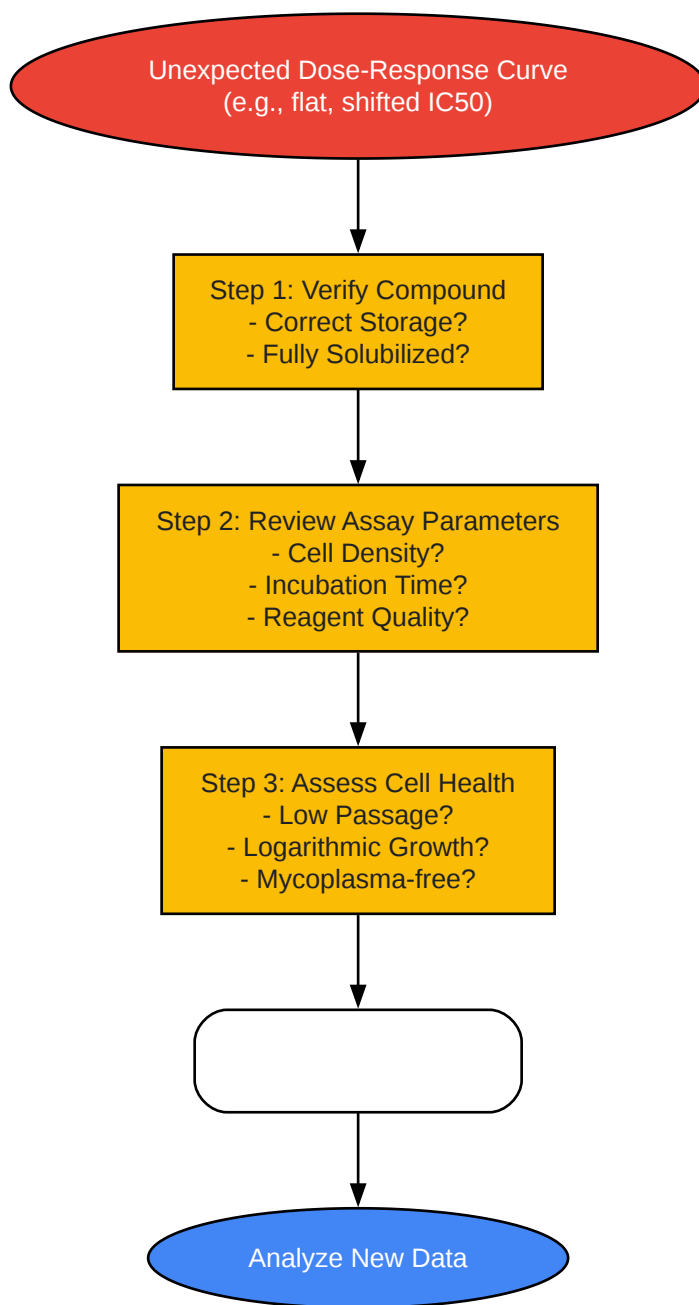 Unexpected Dose-Response Curve
(e.g., flat, shifted IC50)
Step 1: Verify Compound
- Correct Storage?
- Fully Solubilized?
Step 2: Review Assay Parameters
- Cell Density?
- Incubation Time?
- Reagent Quality?
Step 3: Assess Cell Health
- Low Passage?
- Logarithmic Growth?
- Mycoplasma-free?
Analyze New Data